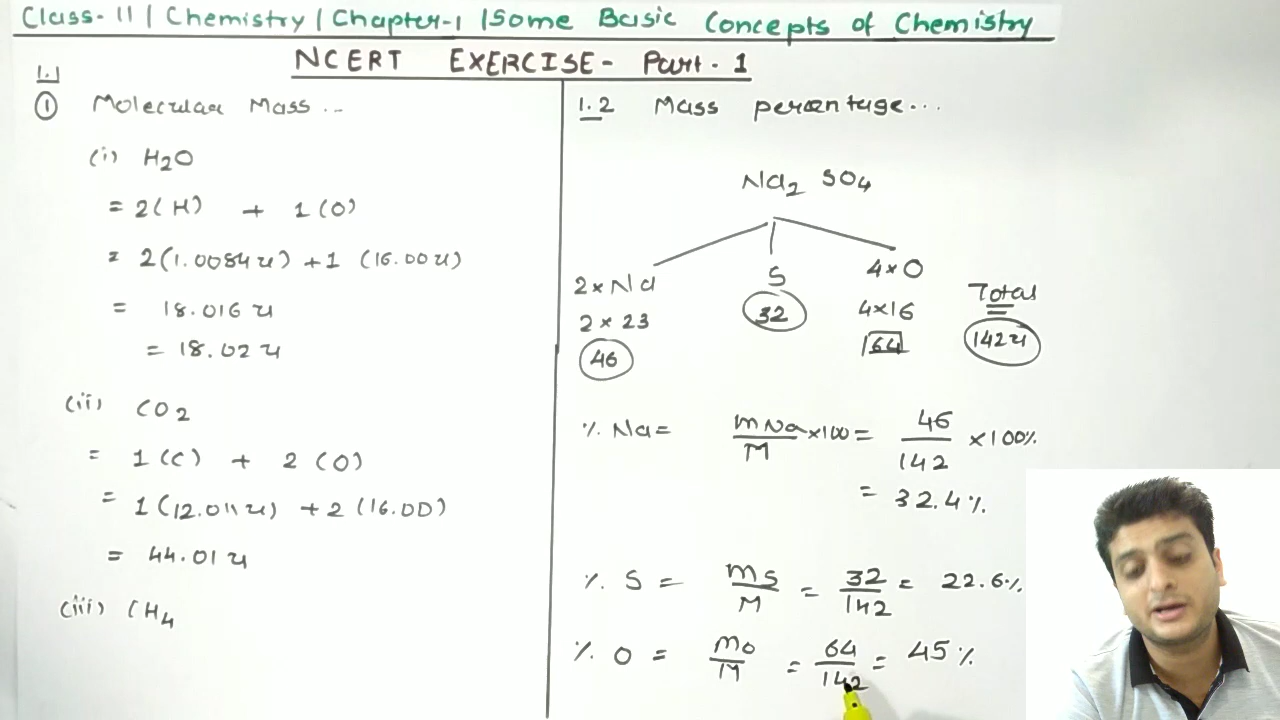 Class-11 | Chemistry | Chapter-1 | Some Basic Concepts of Chemistry
NCERT EXERCISE- Part-1
1.1
① Molecular Mass...
(i) H₂O
= 2(H) + 1(O)
= 2(1.0084u) + 1 (16.00u)
= 18.016 u
= 18.02 u
(ii) CO₂
= 1(C) + 2(O)
= 1(12.011u) + 2(16.00)
= 44.01 u
(iii) CH₄
1.2 Mass percentage...
Na₂ SO₄
2×Na S 4×O Total
2×23 32 4×16 142u
46 64
% Na = mNa/M ×100 = 46/142 ×100%
= 32.4%
% S = mS/M = 32/142 = 22.6%
% O = mO/M = 64/142 = 45%